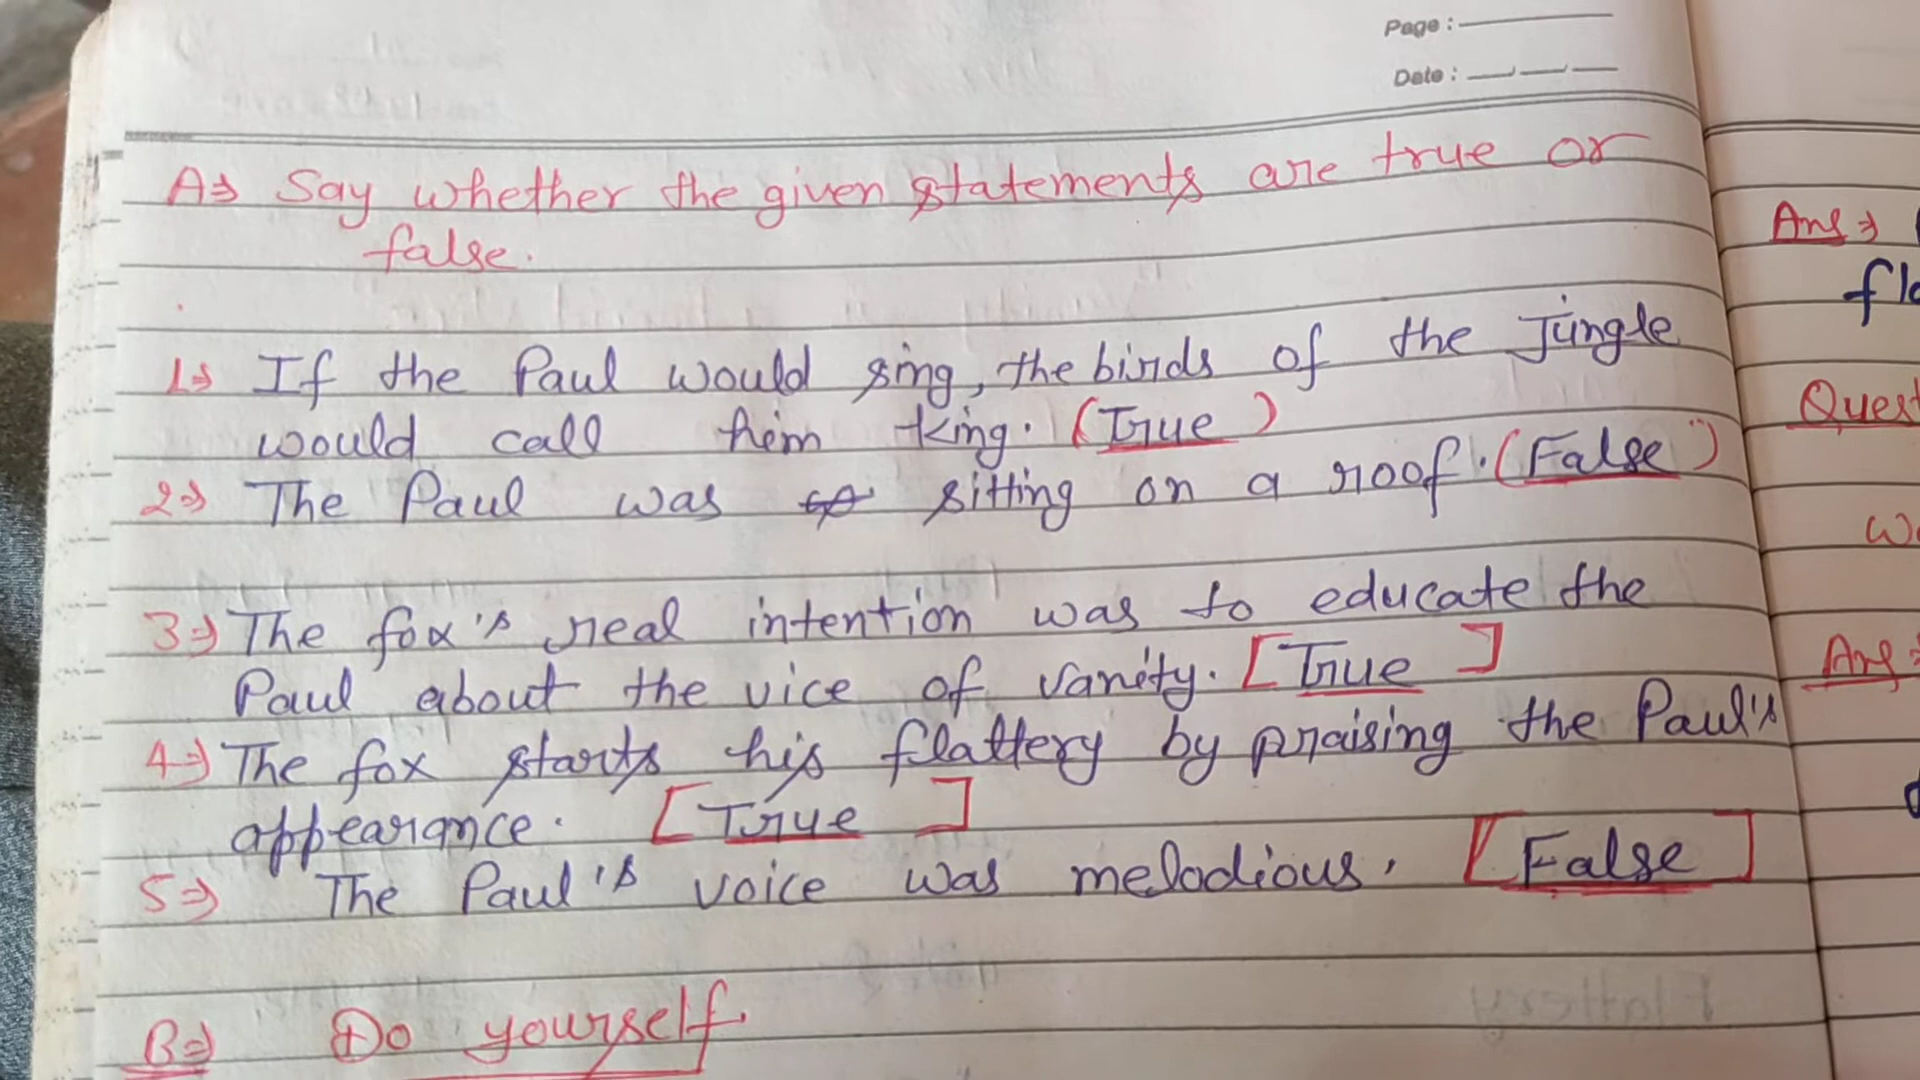 Page :
Date :
A⇒ Say whether the given statements are true or
false.
1⇒ If the Paul would sing, the birds of the Jungle
would call him king. (True)
2⇒ The Paul was sitting on a roof. (False)
3⇒ The fox's real intention was to educate the
Paul about the vice of vanity. [True]
4⇒ The fox starts his flattery by praising the Paul's
appearance. [True]
5⇒ The Paul's voice was melodious. [False]
B⇒ Do yourself.
Ans ⇒
Quest
Ans ⇒